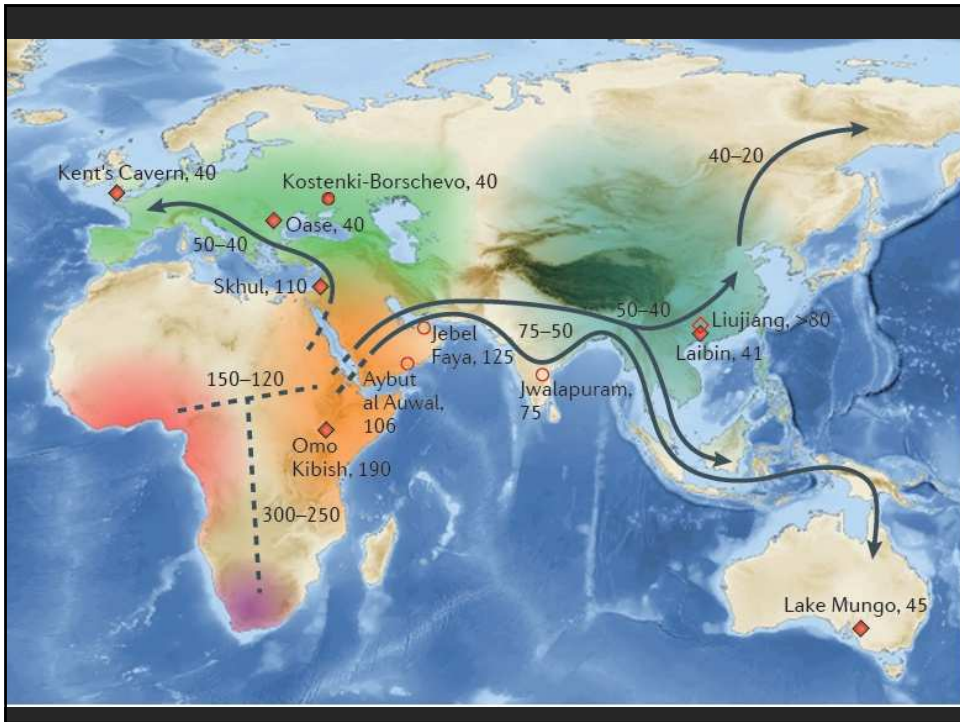 40–20
Kent's Cavern, 40
Kostenki-Borschevo, 40
Oase, 40
50–40
Skhul, 110
50–40
Liujiang, >80
75–50
Jebel
Faya, 125
Laibin, 41
150–120
Aybut
al Auwal,
106
Jwalapuram,
75
Omo
Kibish, 190
300–250
Lake Mungo, 45